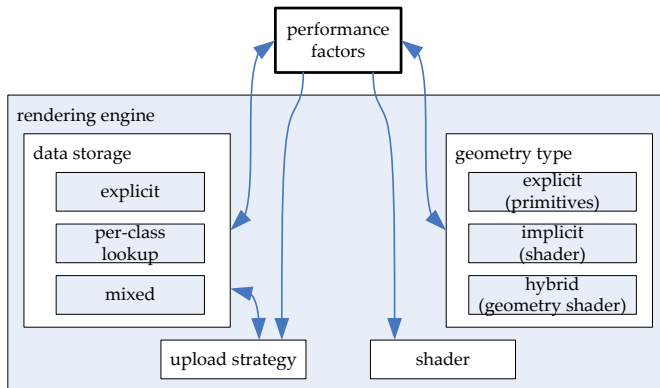 performance
factors
rendering engine
data storage
explicit
per-class
lookup
mixed
geometry type
explicit
(primitives)
implicit
(shader)
hybrid
(geometry shader)
upload strategy
shader